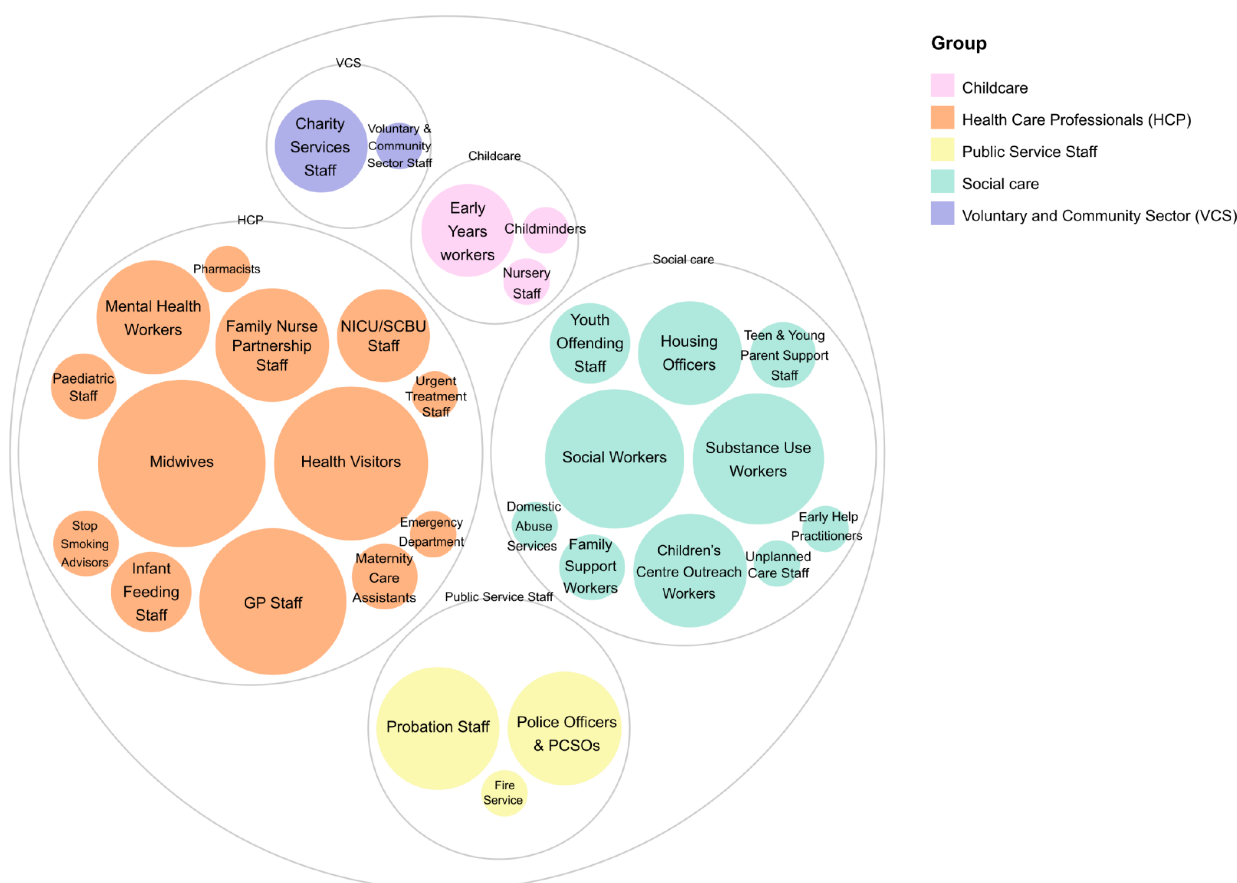 VCS
Charity
Services
Staff
Voluntary &
Community
Sector Staff
Childcare
Early
Years
workers
Childminders
Nursery
Staff
HCP
Pharmacists
Mental Health
Workers
Family Nurse
Partnership
Staff
NICU/SCBU
Staff
Paediatric
Staff
Urgent
Treatment
Staff
Midwives
Health Visitors
Stop
Smoking
Advisors
Infant
Feeding
Staff
GP Staff
Maternity
Care
Assistants
Emergency
Department
Social care
Youth
Offending
Staff
Housing
Officers
Teen & Young
Parent Support
Staff
Social Workers
Substance Use
Workers
Domestic
Abuse
Services
Family
Support
Workers
Children's
Centre Outreach
Workers
Unplanned
Care Staff
Early Help
Practitioners
Public Service Staff
Probation Staff
Police Officers
& PCSOs
Fire
Service
Group
Childcare
Health Care Professionals (HCP)
Public Service Staff
Social care
Voluntary and Community Sector (VCS)